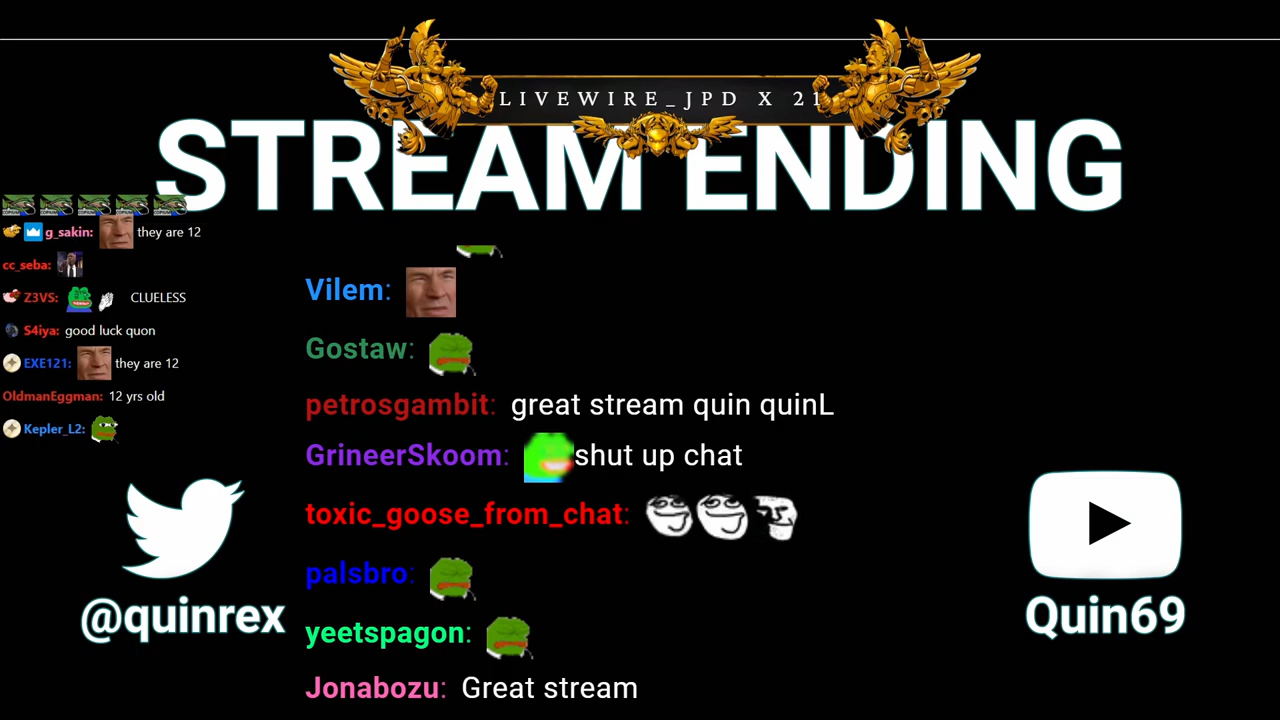 LIVEWIRE_JPD X 21
STREAM ENDING
g_sakin: they are 12
cc_seba:
Z3VS: CLUELESS
S4iya: good luck quon
EXE121: they are 12
OldmanEggman: 12 yrs old
Kepler_L2:
Vilem:
Gostaw:
petrosgambit: great stream quin quinL
GrineerSkoom: shut up chat
toxic_goose_from_chat:
palsbro:
yeetspagon:
Jonabozu: Great stream
@quinrex
Quin69